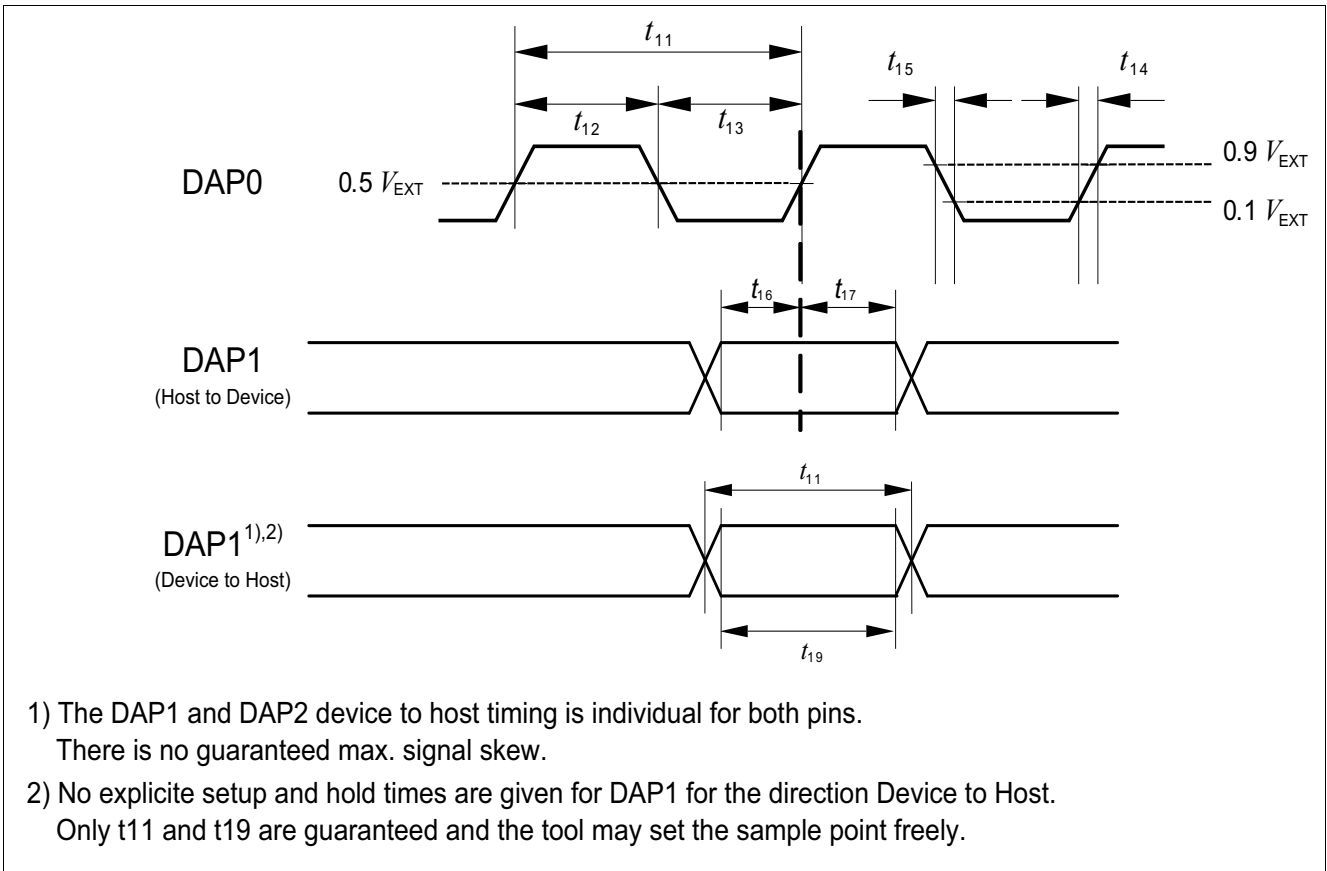 t11
t15
t14
t12
t13
DAP0
0.5 VEXT
0.9 VEXT
0.1 VEXT
t16
t17
DAP1
(Host to Device)
t11
DAP1 1),2)
(Device to Host)
t19
1) The DAP1 and DAP2 device to host timing is individual for both pins.
There is no guaranteed max. signal skew.
2) No explicite setup and hold times are given for DAP1 for the direction Device to Host.
Only t11 and t19 are guaranteed and the tool may set the sample point freely.